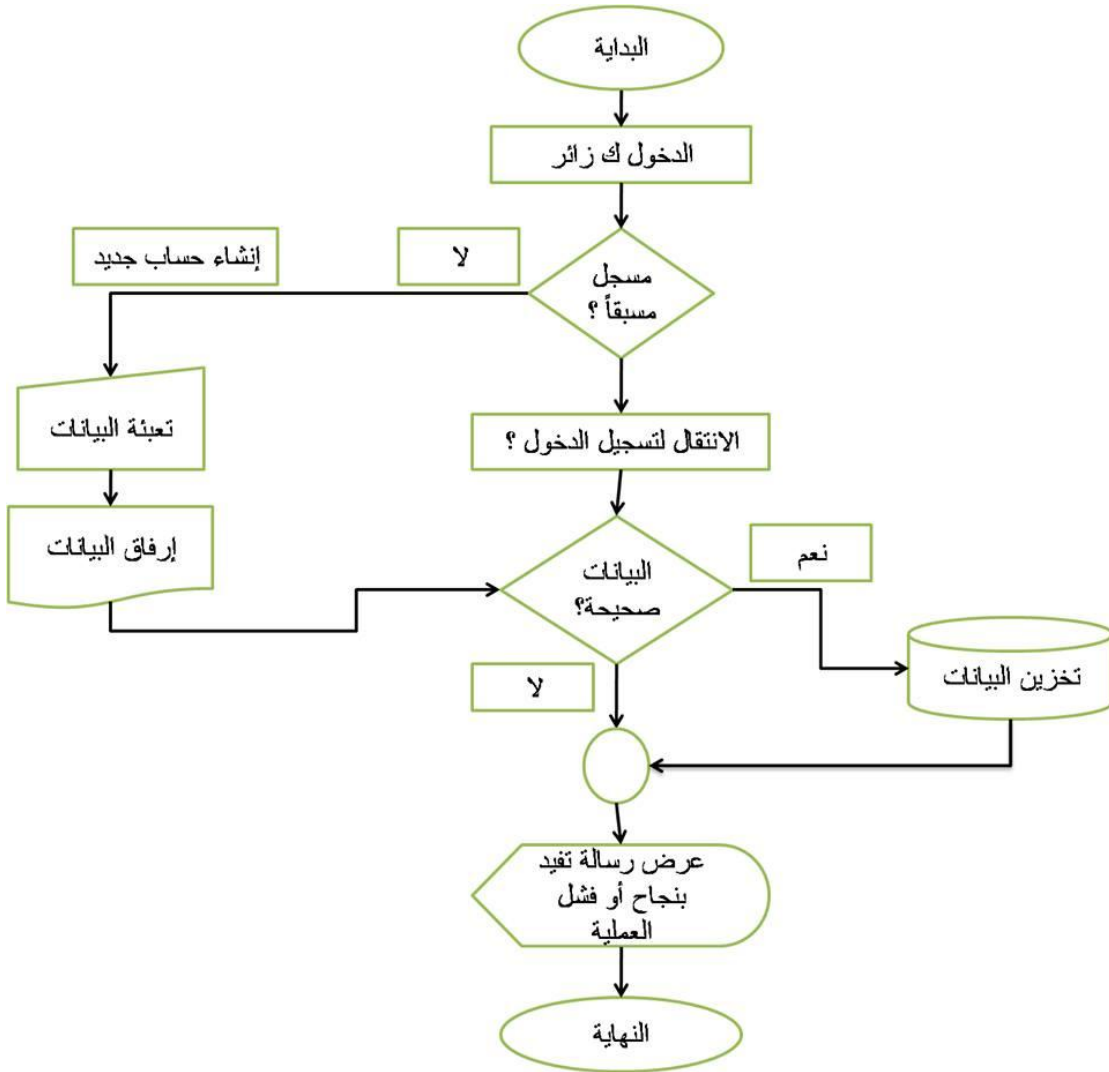 البداية
الدخول ك زائر
إنشاء حساب جديد
لا
مسجل
مسبقاً ؟
تعبئة البيانات
الانتقال لتسجيل الدخول ؟
إرفاق البيانات
البيانات
صحيحة؟
نعم
لا
تخزين البيانات
عرض رسالة تفيد
بنجاح أو فشل
العملية
النهاية